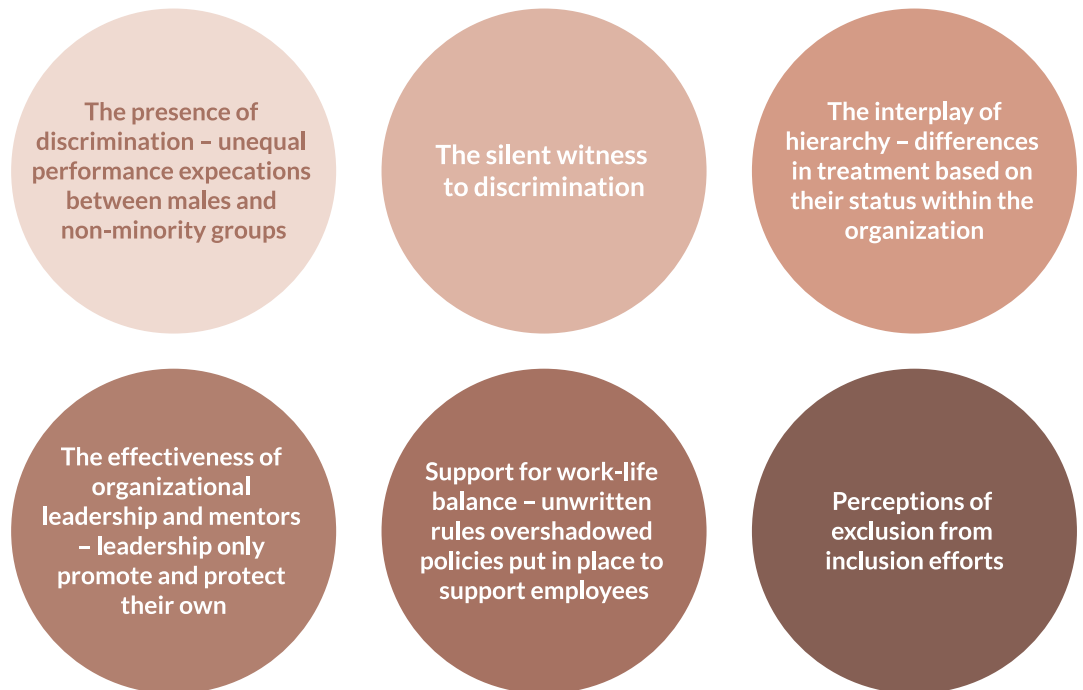 The presence of
discrimination – unequal
performance expecations
between males and
non-minority groups
The silent witness
to discrimination
The interplay of
hierarchy – differences
in treatment based on
their status within the
organization
The effectiveness of
organizational
leadership and mentors
– leadership only
promote and protect
their own
Support for work-life
balance – unwritten
rules overshadowed
policies put in place to
support employees
Perceptions of
exclusion from
inclusion efforts